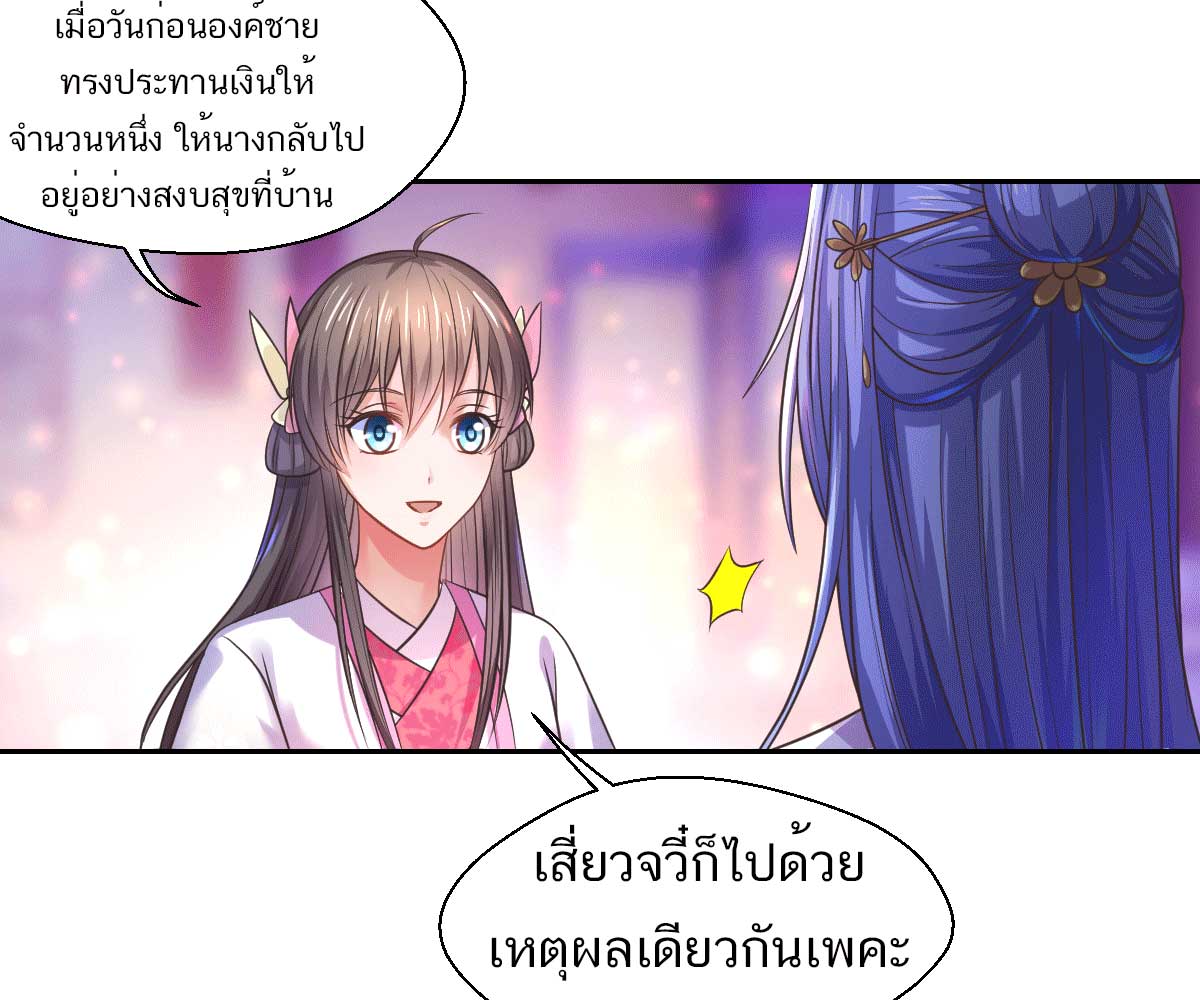 เมื่อวันก่อนองค์ชาย
ทรงประทานเงินให้
จำนวนหนึ่ง ให้นางกลับไป
อยู่อย่างสงบสุขที่บ้าน
เสี่ยวจวี๋ก็ไปด้วย
เหตุผลเดียวกันเพคะ